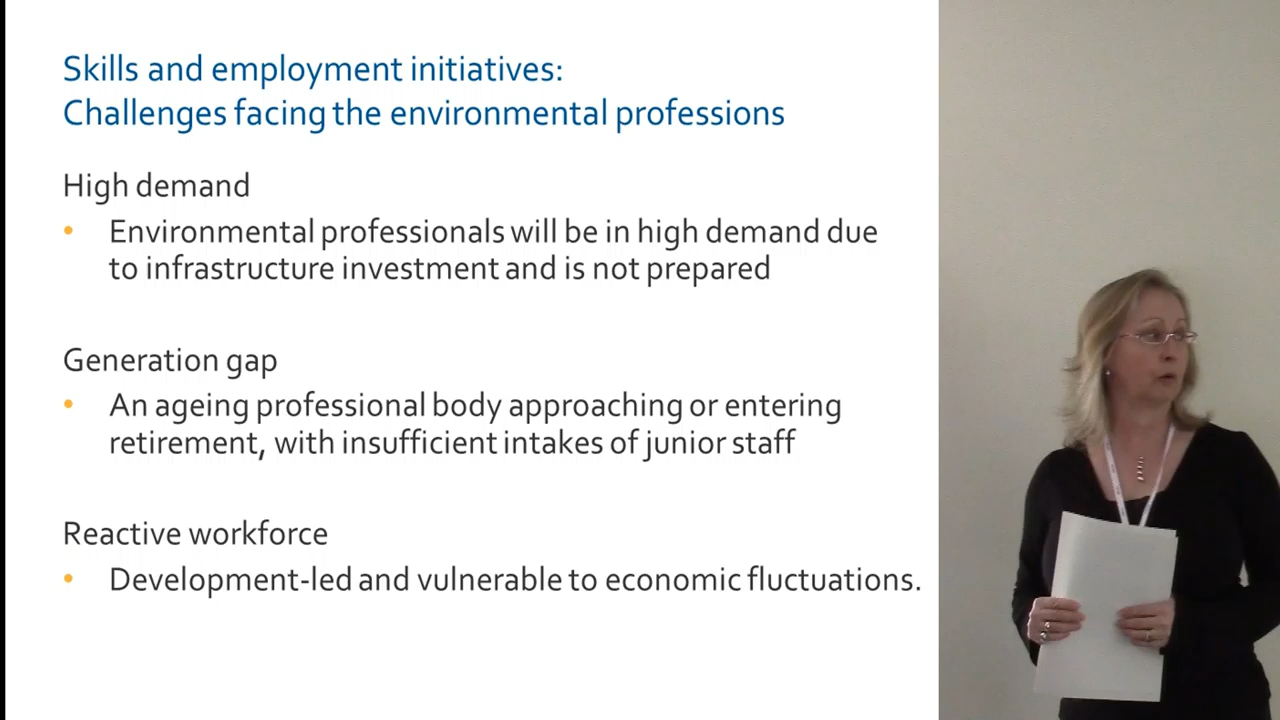 Skills and employment initiatives:
Challenges facing the environmental professions
High demand
• Environmental professionals will be in high demand due
to infrastructure investment and is not prepared
Generation gap
• An ageing professional body approaching or entering
retirement, with insufficient intakes of junior staff
Reactive workforce
• Development-led and vulnerable to economic fluctuations.